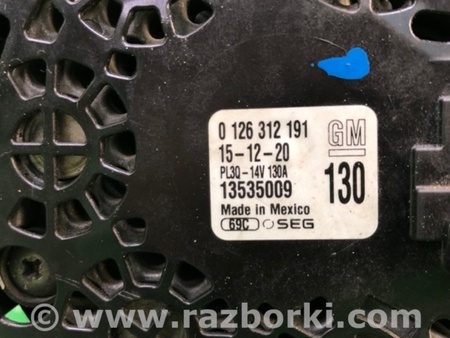 0 126 312 191 GM
15-12-20
PL3Q-14V 130A
13535009 130
Made in Mexico
69C SEG
www.razborki.com